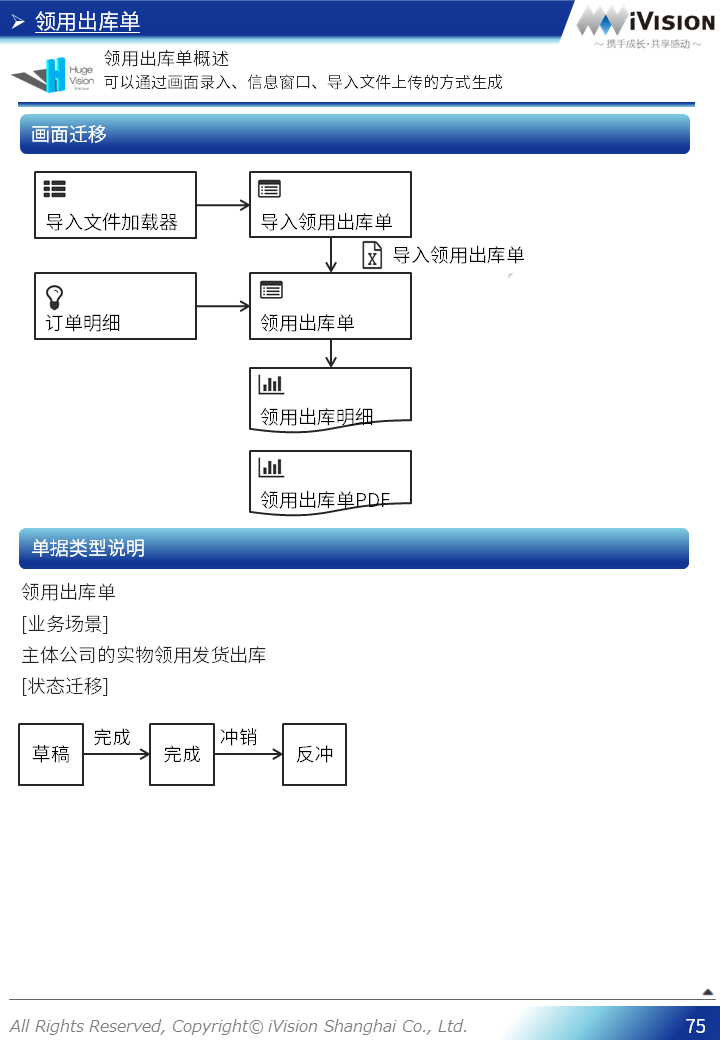 领用出库单
iVISION
～ 携手成长·共享感动 ～
Huge
Vision
领用出库单概述
可以通过画面录入、信息窗口、导入文件上传的方式生成
画面迁移
导入文件加载器
导入领用出库单
X 导入领用出库单
订单明细
领用出库单
领用出库明细
领用出库单PDF
单据类型说明
领用出库单
[业务场景]
主体公司的实物领用发货出库
[状态迁移]
草稿
完成
完成
冲销
反冲
All Rights Reserved, Copyright© iVision Shanghai Co., Ltd.
75